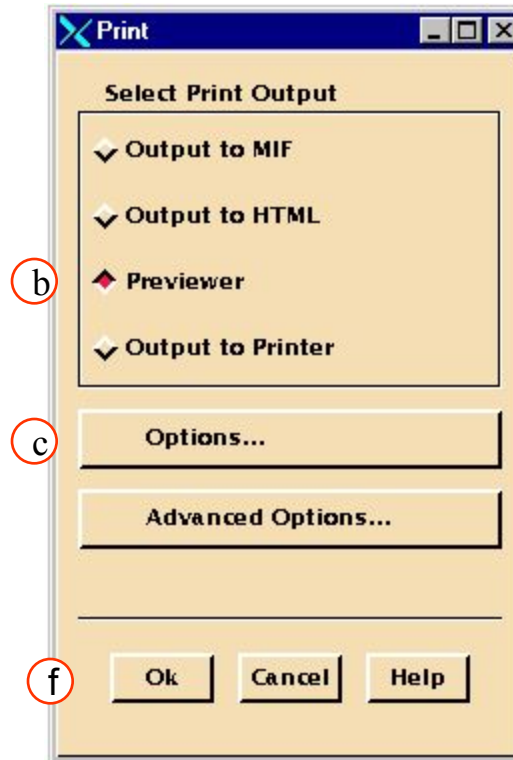 Print
Select Print Output
Output to MIF
Output to HTML
b Previewer
Output to Printer
c Options...
Advanced Options...
f Ok Cancel Help